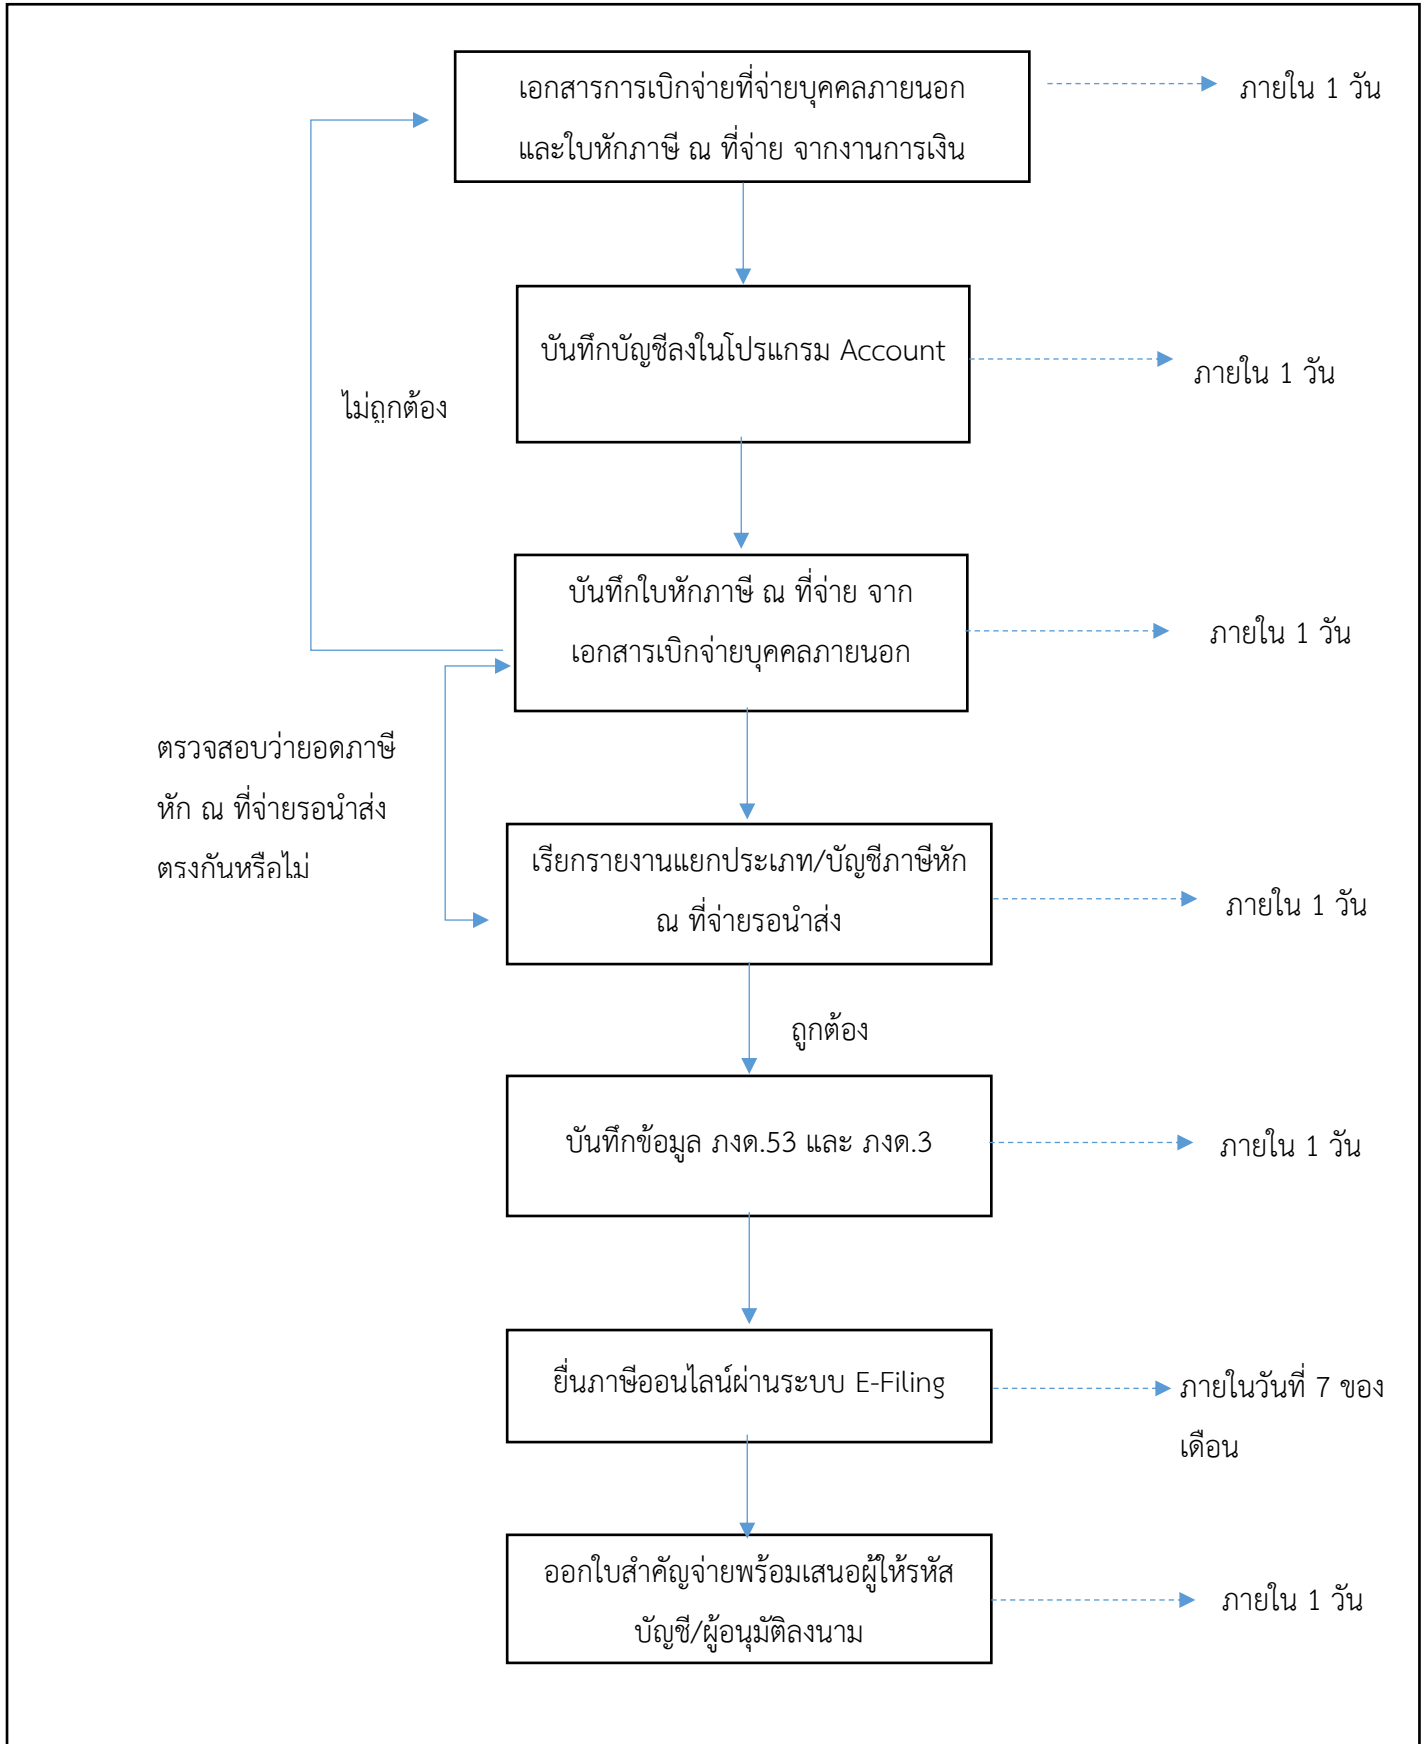 เอกสารการเบิกจ่ายที่จ่ายบุคคลภายนอก
และใบหักภาษี ณ ที่จ่าย จากงานการเงิน
ภายใน 1 วัน
บันทึกบัญชีลงในโปรแกรม Account
ภายใน 1 วัน
ไม่ถูกต้อง
บันทึกใบหักภาษี ณ ที่จ่าย จาก
เอกสารเบิกจ่ายบุคคลภายนอก
ภายใน 1 วัน
ตรวจสอบว่ายอดภาษี
หัก ณ ที่จ่ายรอนำส่ง
ตรงกันหรือไม่
เรียกรายงานแยกประเภท/บัญชีภาษีหัก
ณ ที่จ่ายรอนำส่ง
ภายใน 1 วัน
ถูกต้อง
บันทึกข้อมูล ภงด.53 และ ภงด.3
ภายใน 1 วัน
ยื่นภาษีออนไลน์ผ่านระบบ E-Filing
ภายในวันที่ 7 ของ
เดือน
ออกใบสำคัญจ่ายพร้อมเสนอผู้ให้รหัส
บัญชี/ผู้อนุมัติลงนาม
ภายใน 1 วัน